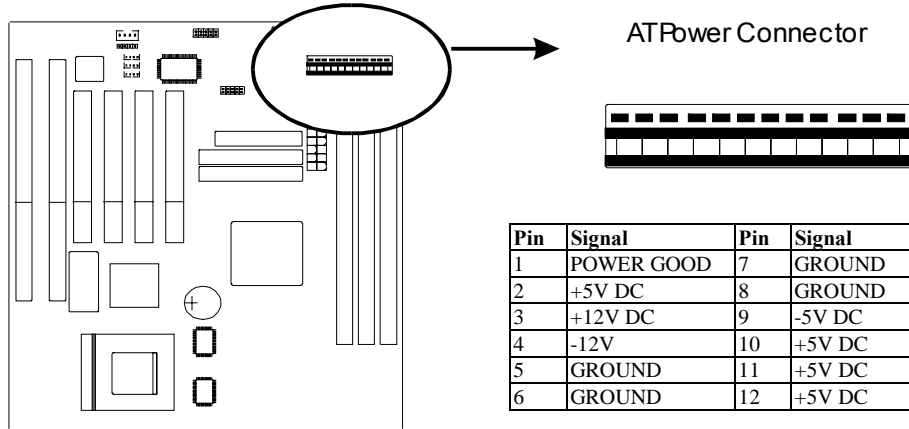 ATPower Connector
Pin Signal Pin Signal
1 POWER GOOD 7 GROUND
2 +5V DC 8 GROUND
3 +12V DC 9 -5V DC
4 -12V 10 +5V DC
5 GROUND 11 +5V DC
6 GROUND 12 +5V DC